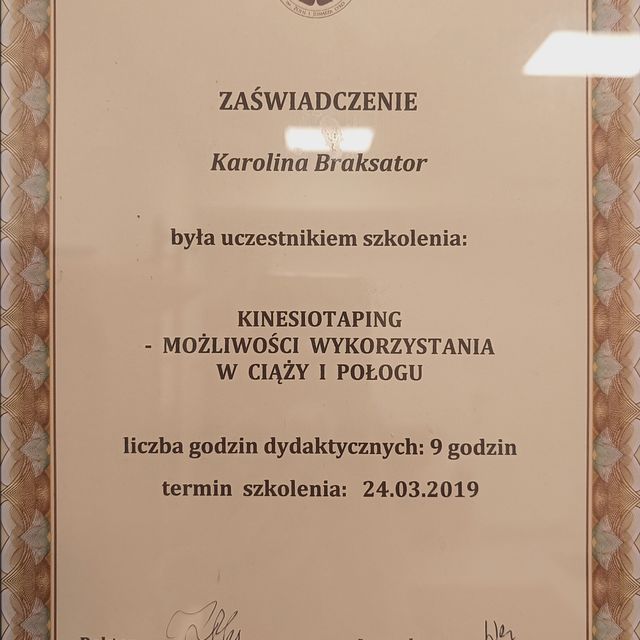 ZAŚWIADCZENIE
Karolina Braksator
była uczestnikiem szkolenia:
KINESIOTAPING
- MOŻLIWOŚCI WYKORZYSTANIA
W CIĄŻY I POŁOGU
liczba godzin dydaktycznych: 9 godzin
termin szkolenia: 24.03.2019